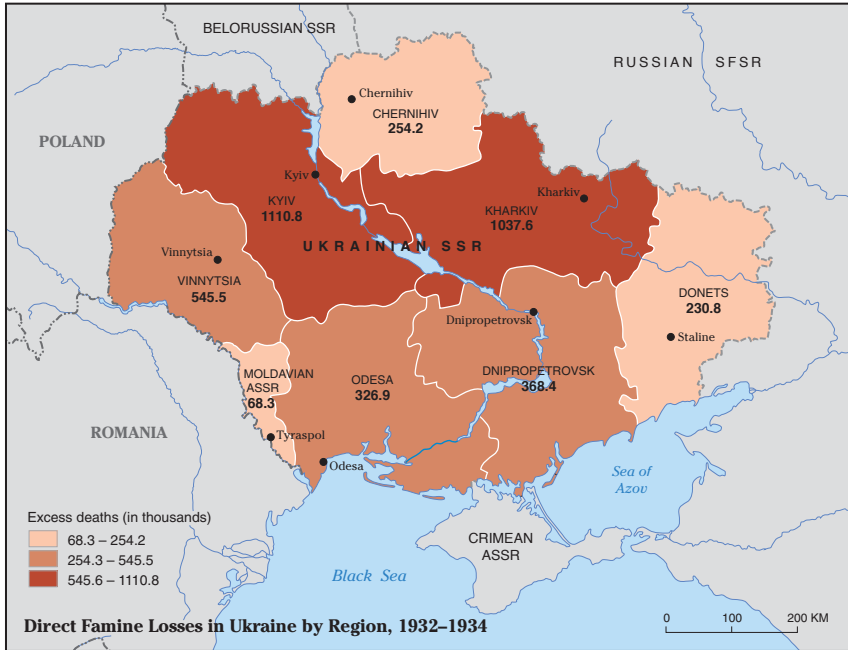 BELORUSSIAN SSR
RUSSIAN SFSR
Chernihiv
CHERNIHIV
254.2
POLAND
Kyiv
KYIV
1110.8
Kharkiv
KHARKIV
1037.6
UKRAINIAN SSR
Vinnytsia
VINNYTSIA
545.5
DONETS
230.8
Staline
Dnipropetrovsk
DNIPROPETROVSK
368.4
MOLDAVIAN
ASSR
68.3
ODESA
326.9
ROMANIA
Tyraspol
Odesa
Sea of
Azov
CRIMEAN
ASSR
Black Sea
Excess deaths (in thousands)
68.3 – 254.2
254.3 – 545.5
545.6 – 1110.8
Direct Famine Losses in Ukraine by Region, 1932–1934
0 100 200 KM